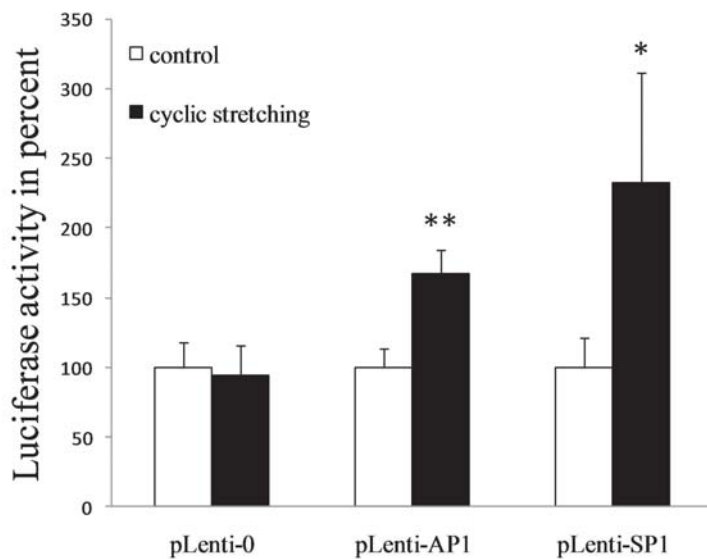 Luciferase activity in percent
350
300
250
200
150
100
50
0
control
cyclic stretching
**
*
pLenti-0 pLenti-AP1 pLenti-SP1